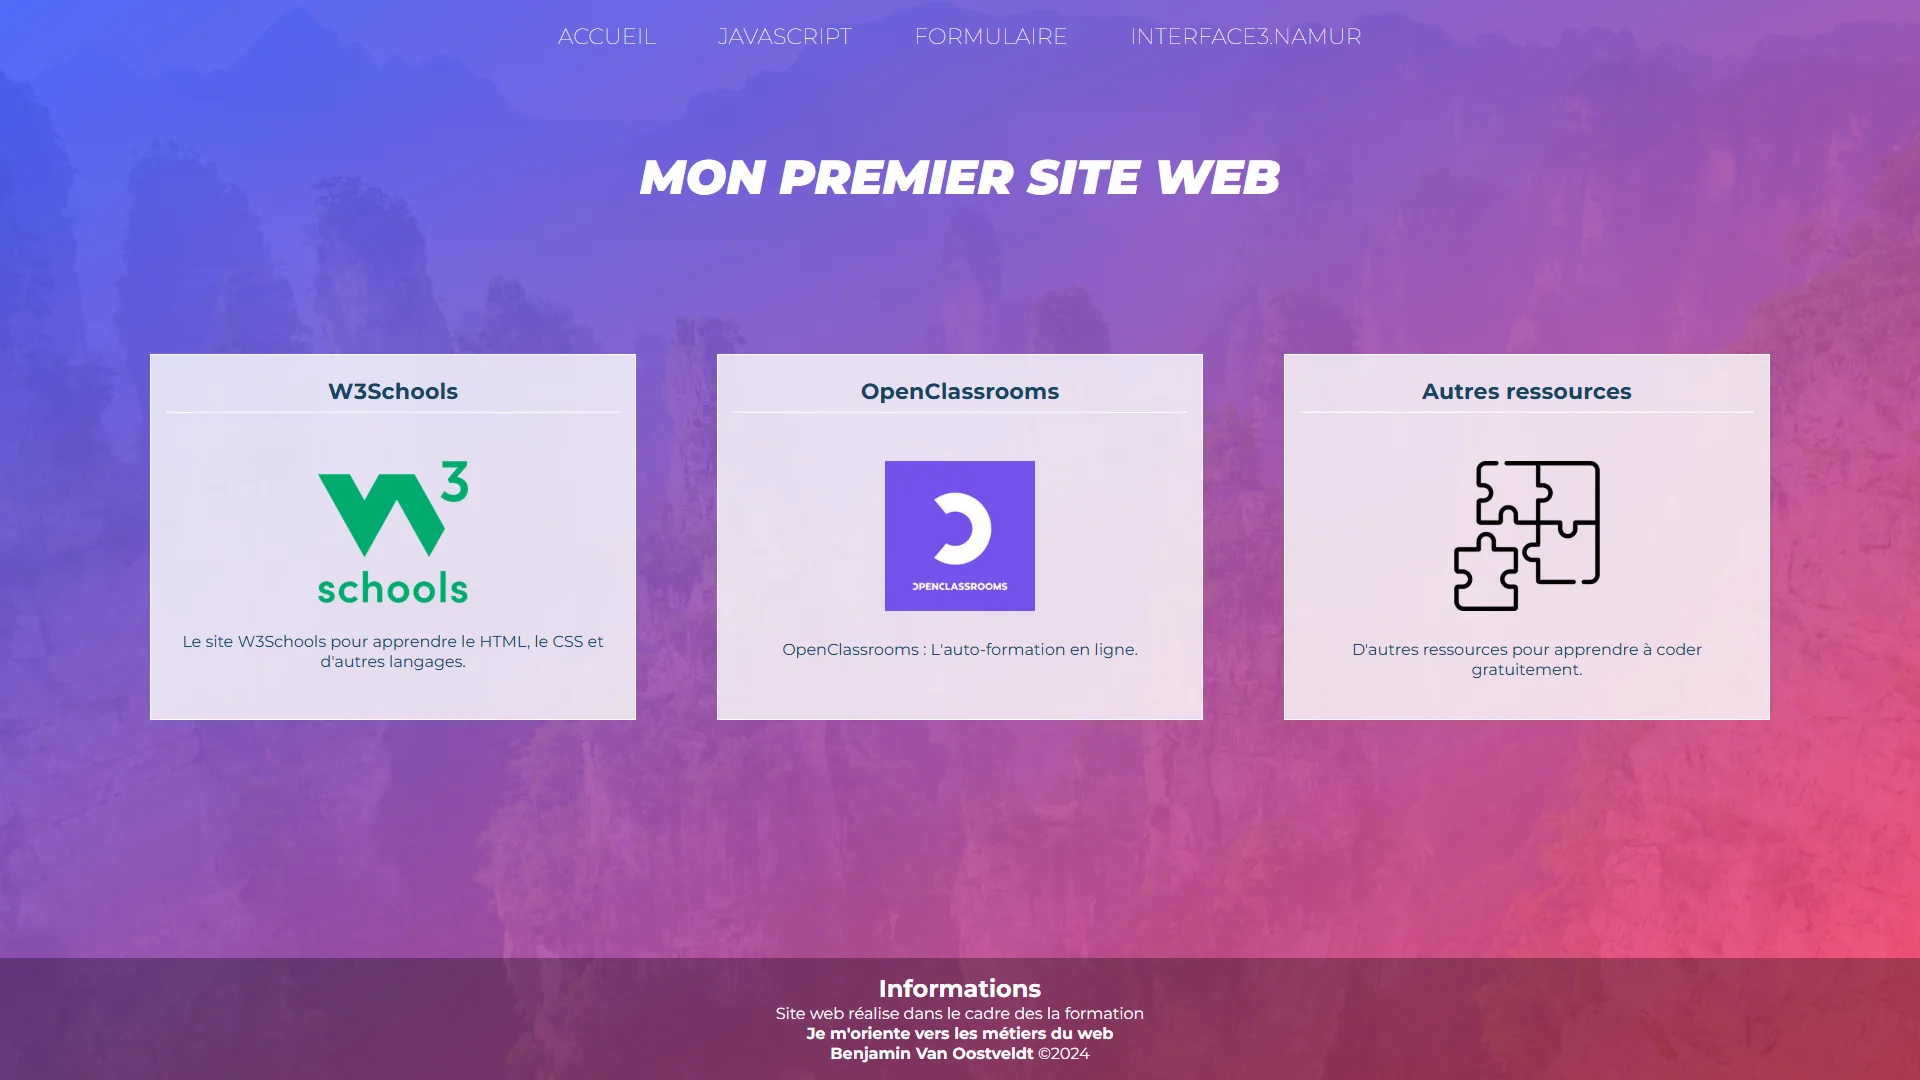 ACCUEIL JAVASCRIPT FORMULAIRE INTERFACE3.NAMUR
MON PREMIER SITE WEB
W3Schools
W3
schools
Le site W3Schools pour apprendre le HTML, le CSS et
d'autres langages.
OpenClassrooms
OPENCLASSROOMS
OpenClassrooms : L'auto-formation en ligne.
Autres ressources
D'autres ressources pour apprendre à coder
gratuitement.
Informations
Site web réalise dans le cadre des la formation
Je m'oriente vers les métiers du web
Benjamin Van Oostveldt ©2024